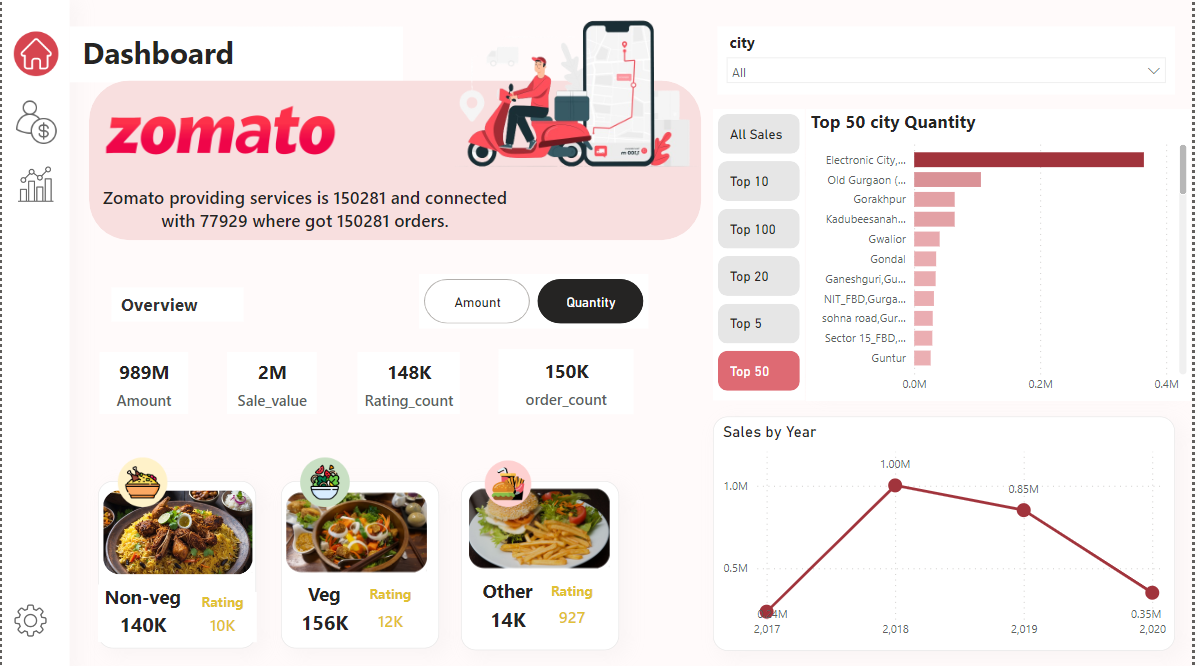 Dashboard
zomato
Zomato providing services is 150281 and connected
with 77929 where got 150281 orders.
city
All
All Sales
Top 10
Top 100
Top 20
Top 5
Top 50
Top 50 city Quantity
Electronic City,...
Old Gurgaon (...
Gorakhpur
Kadubeesanah...
Gwalior
Gondal
Ganeshguri,Gu...
NIT_FBD,Gurga...
sohna road,Gur...
Sector 15_FBD,...
Guntur
0.0M 0.2M 0.4M
Overview
Amount Quantity
989M
Amount
2M
Sale_value
148K
Rating_count
150K
order_count
Non-veg
140K
Rating
10K
Veg
156K
Rating
12K
Other
14K
Rating
927
Sales by Year
1.0M
0.5M
1.00M
0.85M
0.35M
2,017 2,018 2,019 2,020